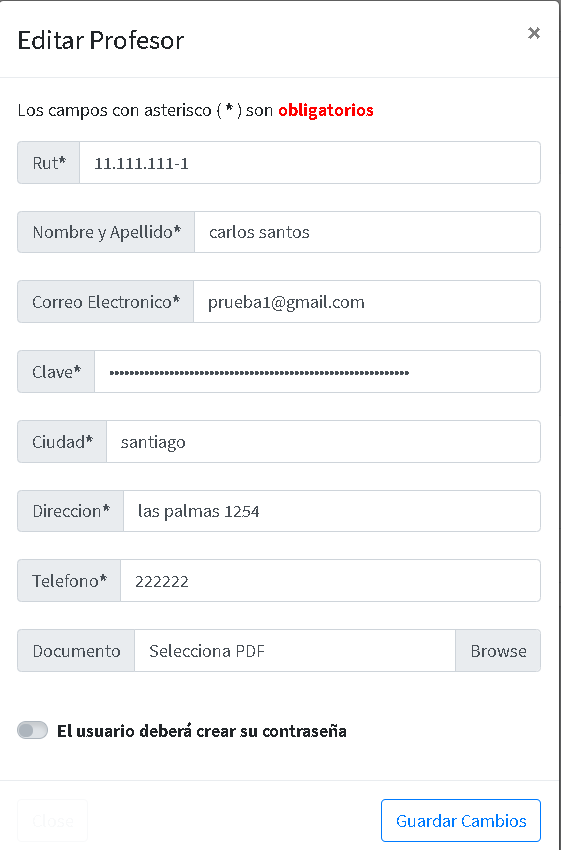 Editar Profesor ×
Los campos con asterisco ( * ) son obligatorios
Rut* 11.111.111-1
Nombre y Apellido* carlos santos
Correo Electronico* prueba1@gmail.com
Clave* ••••••••••••••••••••••••••••••••••••••••••••••••••••••••••••
Ciudad* santiago
Direccion* las palmas 1254
Telefono* 222222
Documento Selecciona PDF Browse
El usuario deberá crear su contraseña
Close Guardar Cambios